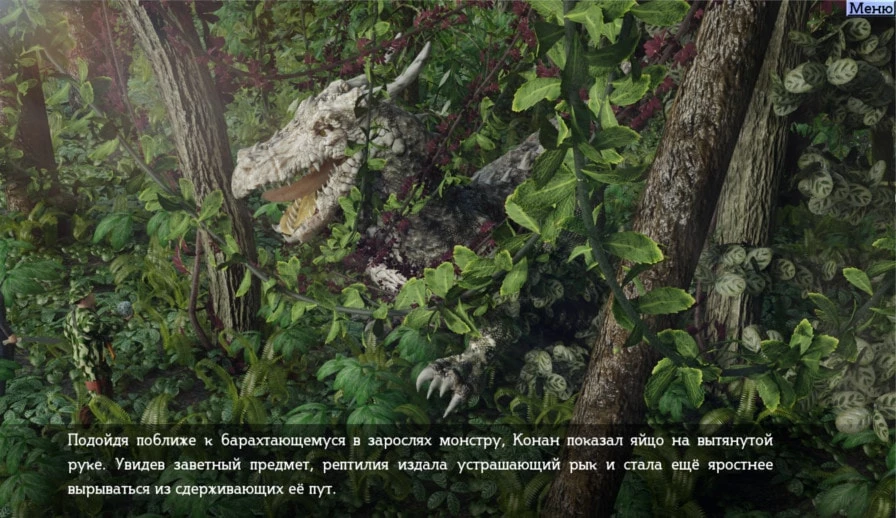 Меню
Подойдя поближе к барахтающемуся в зарослях монстру, Конан показал яйцо на вытянутой
руке. Увидев заветный предмет, рептилия издала устрашающий рык и стала ещё яростнее
вырываться из сдерживающих её пут.